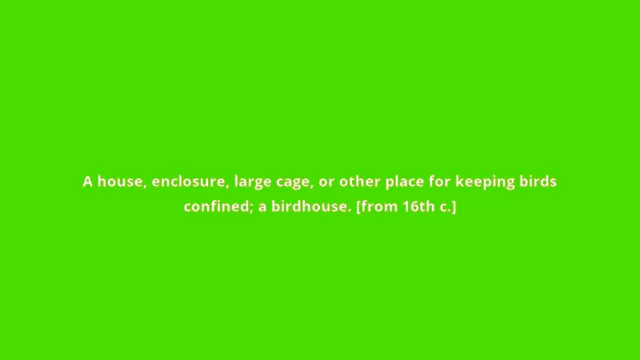 A house, enclosure, large cage, or other place for keeping birds
confined; a birdhouse. [from 16th c.]